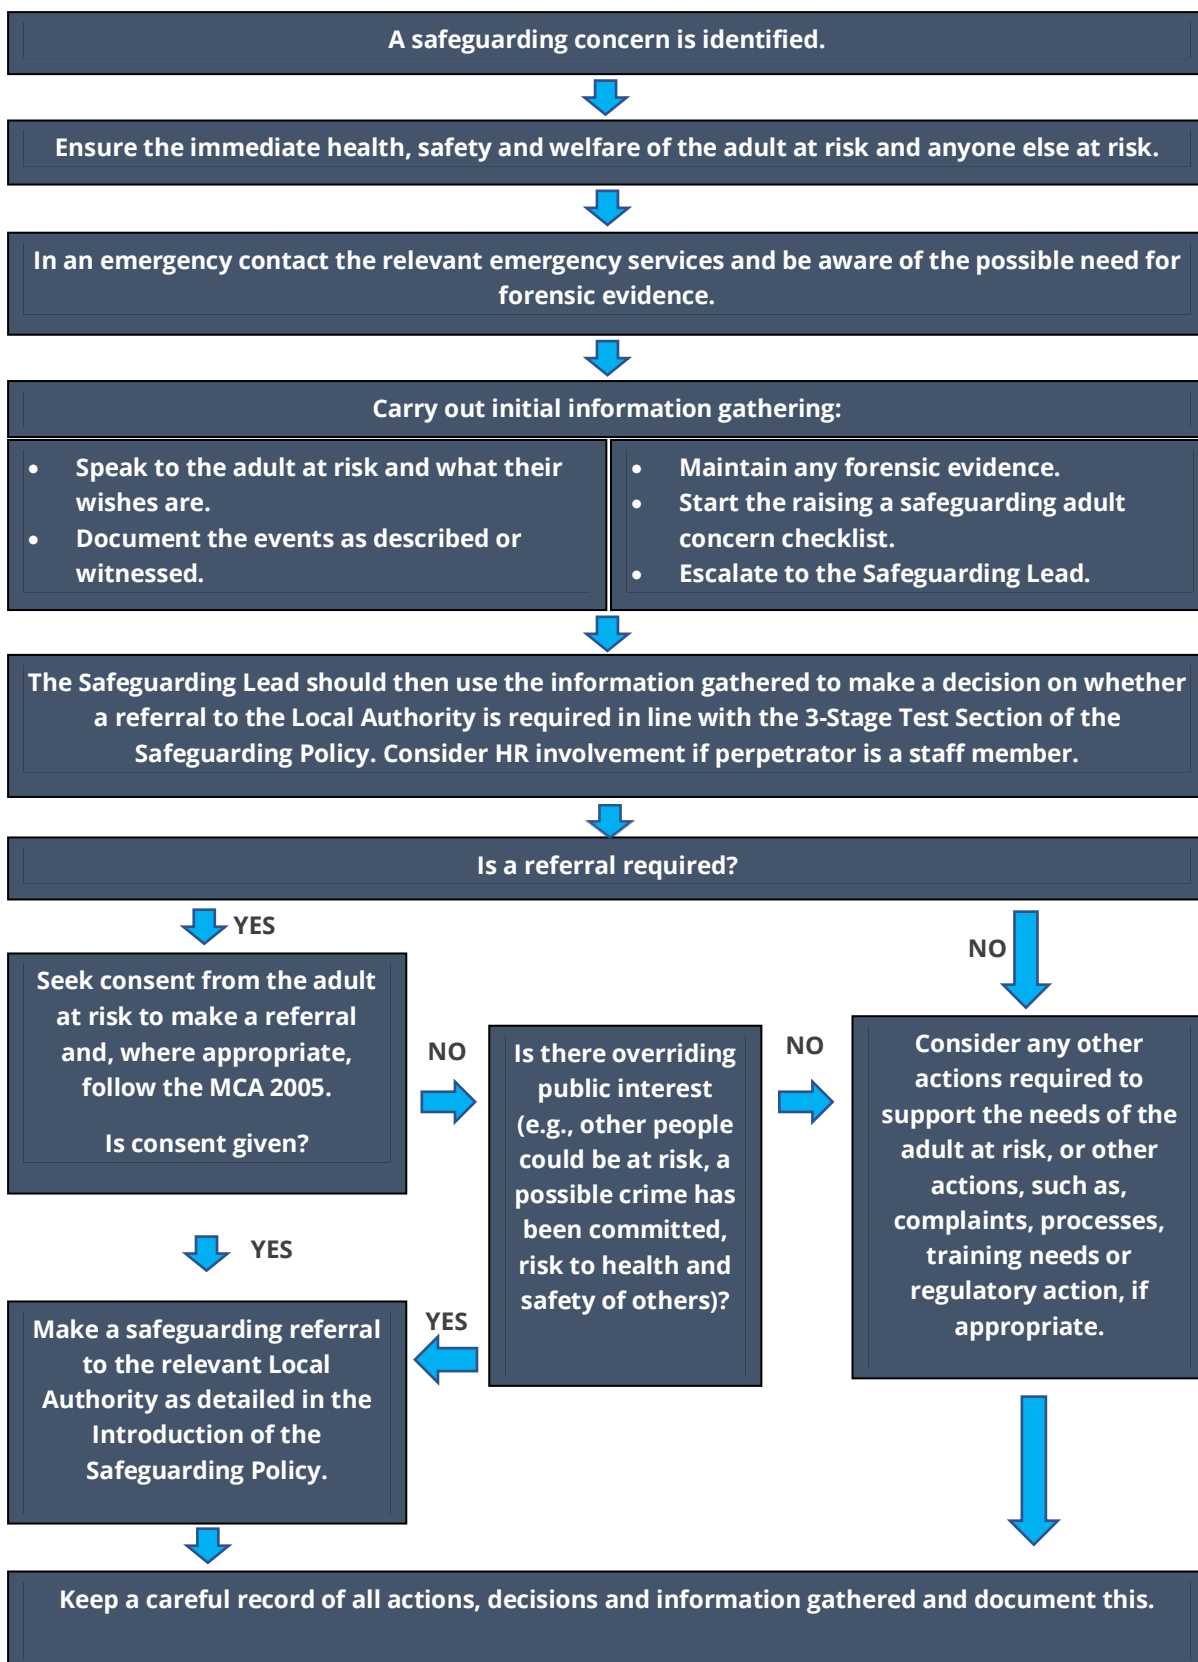 A safeguarding concern is identified.
Ensure the immediate health, safety and welfare of the adult at risk and anyone else at risk.
In an emergency contact the relevant emergency services and be aware of the possible need for
forensic evidence.
Carry out initial information gathering:
• Speak to the adult at risk and what their
wishes are.
• Document the events as described or
witnessed.
• Maintain any forensic evidence.
• Start the raising a safeguarding adult
concern checklist.
• Escalate to the Safeguarding Lead.
The Safeguarding Lead should then use the information gathered to make a decision on whether
a referral to the Local Authority is required in line with the 3-Stage Test Section of the
Safeguarding Policy. Consider HR involvement if perpetrator is a staff member.
Is a referral required?
YES
NO
Seek consent from the adult
at risk to make a referral
and, where appropriate,
follow the MCA 2005.
Is consent given?
NO
Is there overriding
public interest
(e.g., other people
could be at risk, a
possible crime has
been committed,
risk to health and
safety of others)?
NO
Consider any other
actions required to
support the needs of the
adult at risk, or other
actions, such as,
complaints, processes,
training needs or
regulatory action, if
appropriate.
YES
YES
Make a safeguarding referral
to the relevant Local
Authority as detailed in the
Introduction of the
Safeguarding Policy.
Keep a careful record of all actions, decisions and information gathered and document this.